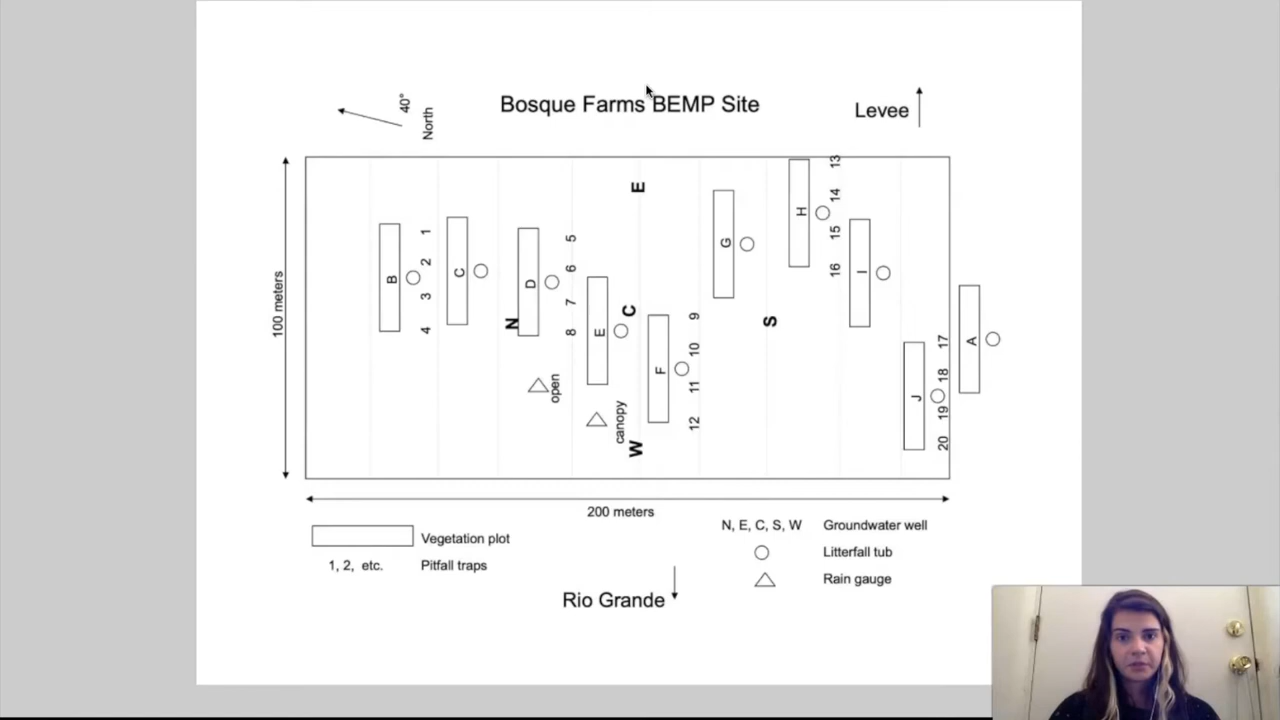 Bosque Farms BEMP Site
40°
North
Levee
100 meters
B
1
2
3
4
C
D
N
5
6
7
8
E
E
C
W
open
canopy
F
9
10
11
12
G
S
H
13
14
15
16
I
J
17
18
19
20
A
200 meters
Vegetation plot
1, 2, etc. Pitfall traps
N, E, C, S, W Groundwater well
Litterfall tub
Rain gauge
Rio Grande